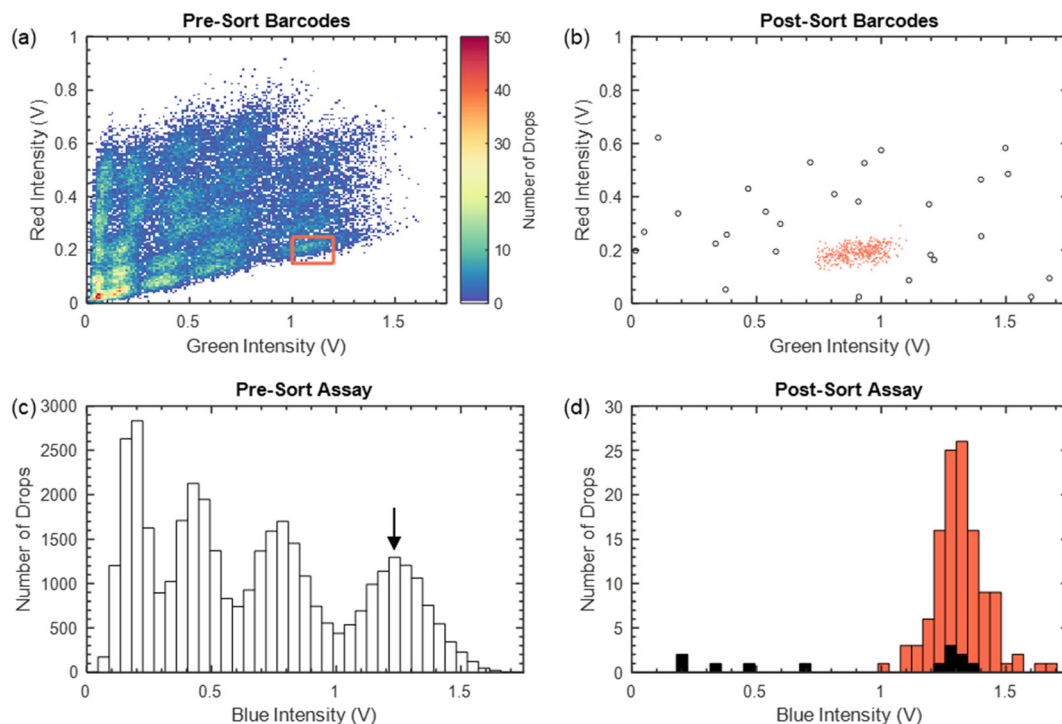 Pre-Sort Barcodes
(a)
Red Intensity (V)
1
0.8
0.6
0.4
0.2
0
0
0.5
1
1.5
Green Intensity (V)
50
40
30
20
10
0
Number of Drops
Post-Sort Barcodes
(b)
Red Intensity (V)
1
0.8
0.6
0.4
0.2
0
0
0.5
1
1.5
Green Intensity (V)
Pre-Sort Assay
(c)
Number of Drops
3000
2500
2000
1500
1000
500
0
0
0.5
1
1.5
Blue Intensity (V)
Post-Sort Assay
(d)
Number of Drops
30
25
20
15
10
5
0
0
0.5
1
1.5
Blue Intensity (V)